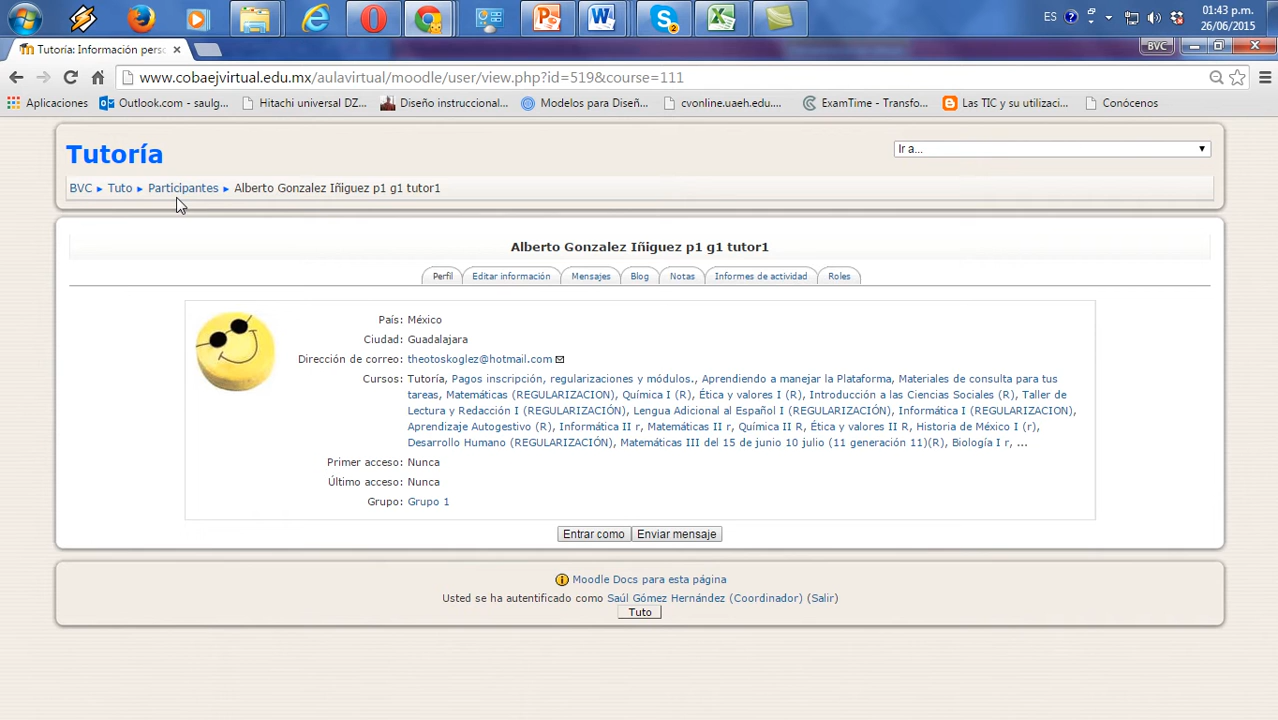 ES
01:43 p.m.
26/06/2015
Tutoría: Información pers
BVC
www.cobaejvirtual.edu.mx/aulavirtual/moodle/user/view.php?id=519&course=111
Aplicaciones
Outlook.com - saulg...
Hitachi universal DZ...
Diseño instruccional...
Modelos para Diseñ...
cvonline.uaeh.edu....
ExamTime - Transfo...
Las TIC y su utilizaci...
Conócenos
Tutoría
Ir a...
BVC ► Tuto ► Participantes ► Alberto Gonzalez Iñiguez p1 g1 tutor1
Alberto Gonzalez Iñiguez p1 g1 tutor1
Perfil Editar información Mensajes Blog Notas Informes de actividad Roles
País: México
Ciudad: Guadalajara
Dirección de correo: theotoskoglez@hotmail.com
Cursos: Tutoría, Pagos inscripción, regularizaciones y módulos., Aprendiendo a manejar la Plataforma, Materiales de consulta para tus
tareas, Matemáticas (REGULARIZACION), Química I (R), Ética y valores I (R), Introducción a las Ciencias Sociales (R), Taller de
Lectura y Redacción I (REGULARIZACIÓN), Lengua Adicional al Español I (REGULARIZACIÓN), Informática I (REGULARIZACION),
Aprendizaje Autogestivo (R), Informática II r, Matemáticas II r, Química II R, Ética y valores II R, Historia de México I (r),
Desarrollo Humano (REGULARIZACIÓN), Matemáticas III del 15 de junio 10 julio (11 generación 11)(R), Biología I r, ...
Primer acceso: Nunca
Último acceso: Nunca
Grupo: Grupo 1
Entrar como Enviar mensaje
Moodle Docs para esta página
Usted se ha autentificado como Saúl Gómez Hernández (Coordinador) (Salir)
Tuto